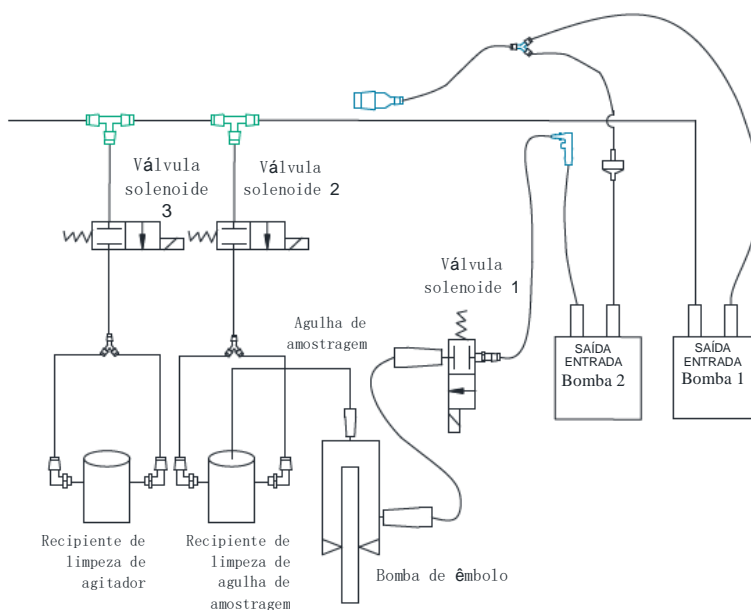 Válvula
solenoide
3
Válvula
solenoide 2
Válvula
solenoide 1
Agulha de
amostragem
SAÍDA
ENTRADA
Bomba 2
SAÍDA
ENTRADA
Bomba 1
Recipiente de
limpeza de
agitador
Recipiente de
limpeza de
agulha de
amostragem
Bomba de êmbolo